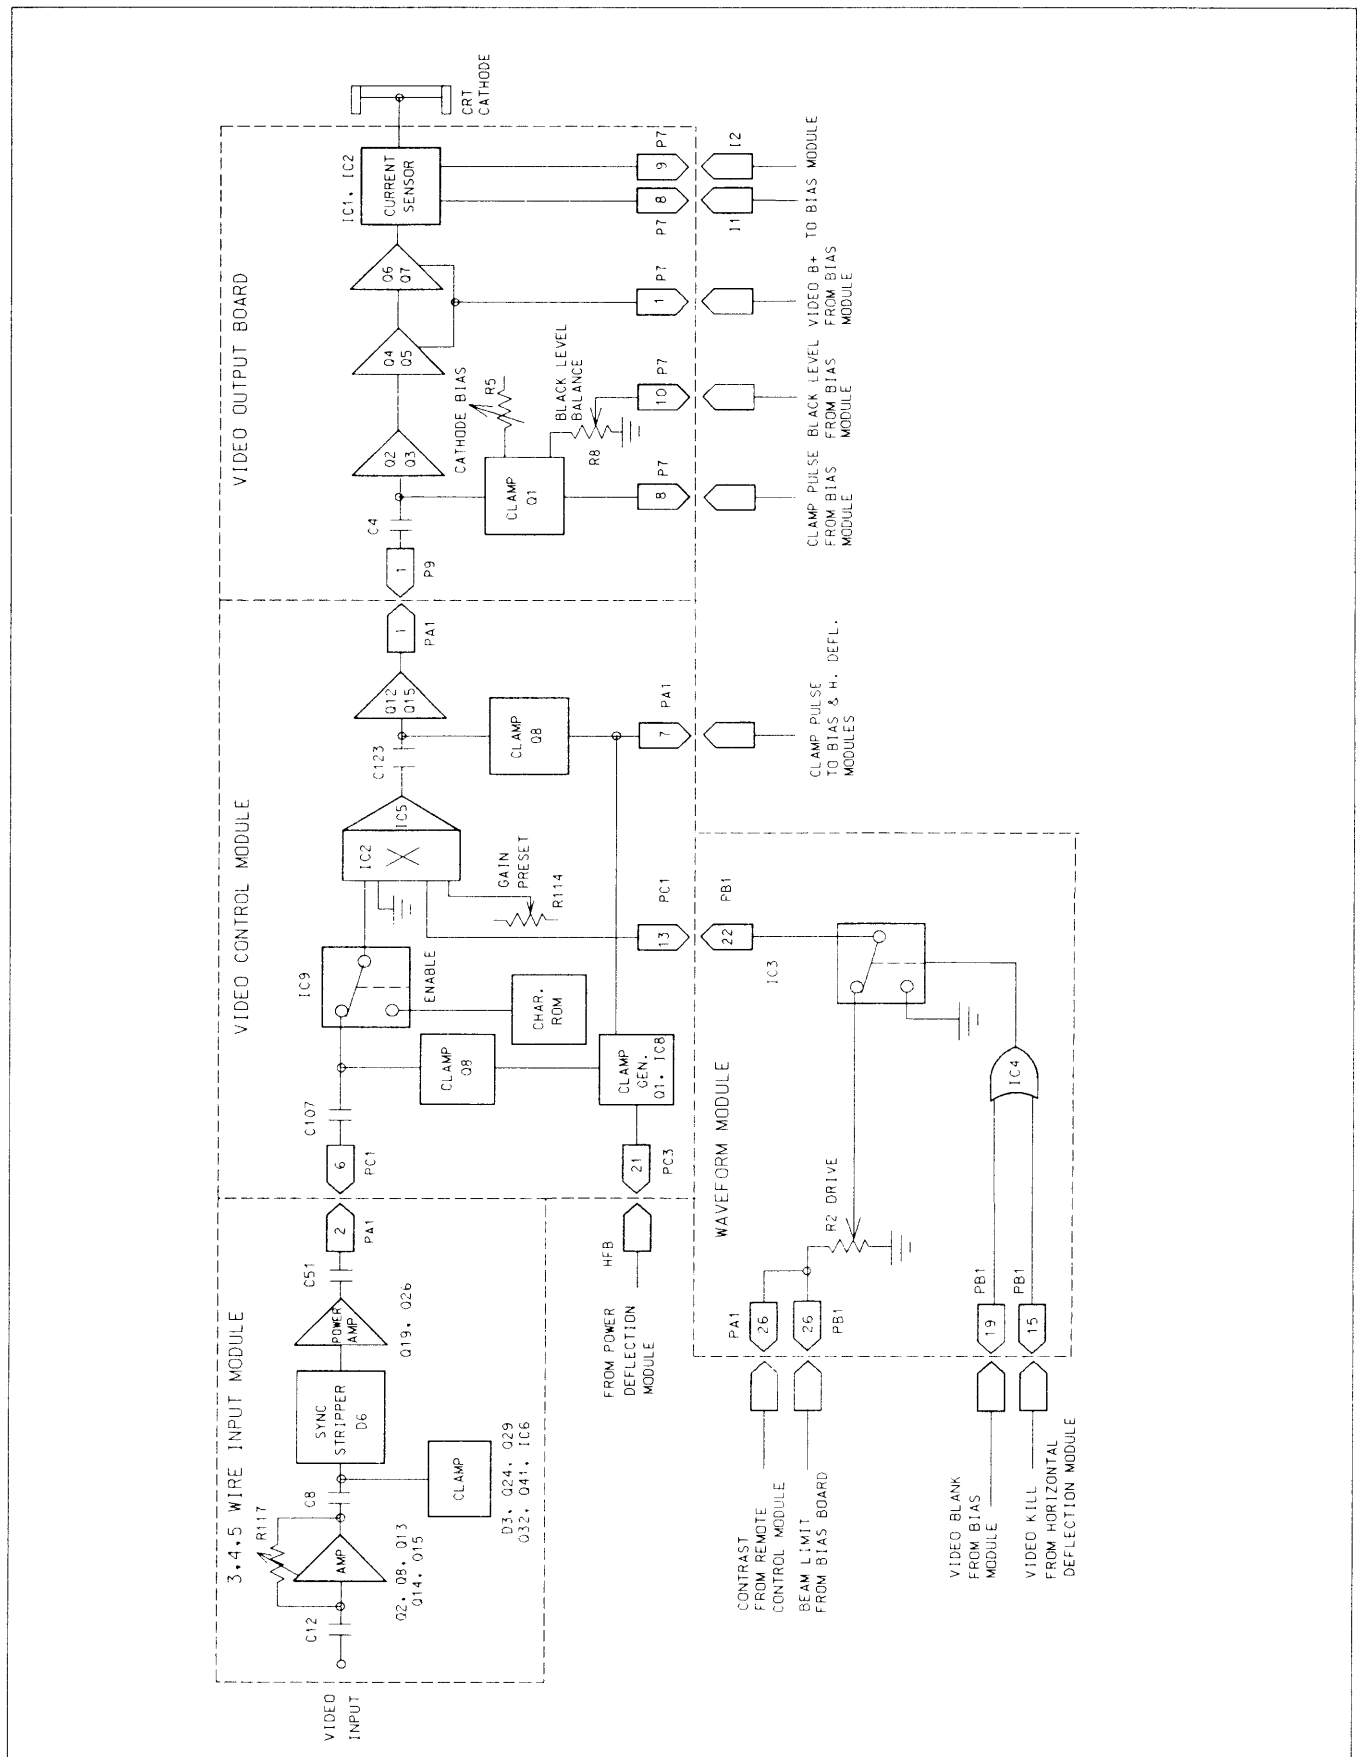 3,4,5 WIRE INPUT MODULE
VIDEO
INPUT
C12
R117
AMP
Q2, Q8, Q13
Q14, Q15
C8
CLAMP
D3, Q24, Q29
Q32, Q41, IC6
SYNC
STRIPPER
D6
POWER
AMP
Q19, Q26
C51
2
PA1
VIDEO CONTROL MODULE
6
PC1
C107
CLAMP
Q8
IC9
ENABLE
CHAR.
ROM
CLAMP
GEN.
Q1, IC8
21
PC3
HFB
FROM POWER
DEFLECTION
MODULE
IC2
X
IC5
GAIN
PRESET
R114
13
PC1
C123
CLAMP
Q8
Q12
Q15
1
PA1
7
PA1
CLAMP PULSE
TO BIAS & H. DEFL.
MODULES
VIDEO OUTPUT BOARD
1
P9
C4
Q2
Q3
CLAMP
Q1
CATHODE BIAS
R5
BLACK LEVEL
BALANCE
R8
Q4
Q5
Q6
Q7
IC1, IC2
CURRENT
SENSOR
CRT
CATHODE
8
P7
CLAMP PULSE
FROM BIAS
MODULE
10
P7
BLACK LEVEL
FROM BIAS
MODULE
1
P7
VIDEO B+
FROM BIAS
MODULE
8
P7
I1
9
P7
I2
TO BIAS MODULE
WAVEFORM MODULE
CONTRAST
FROM REMOTE
CONTROL MODULE
BEAM LIMIT
FROM BIAS BOARD
26
PA1
26
PB1
R2 DRIVE
22
PB1
IC3
IC4
19
PB1
15
PB1
VIDEO BLANK
FROM BIAS
MODULE
VIDEO KILL
FROM HORIZONTAL
DEFLECTION MODULE